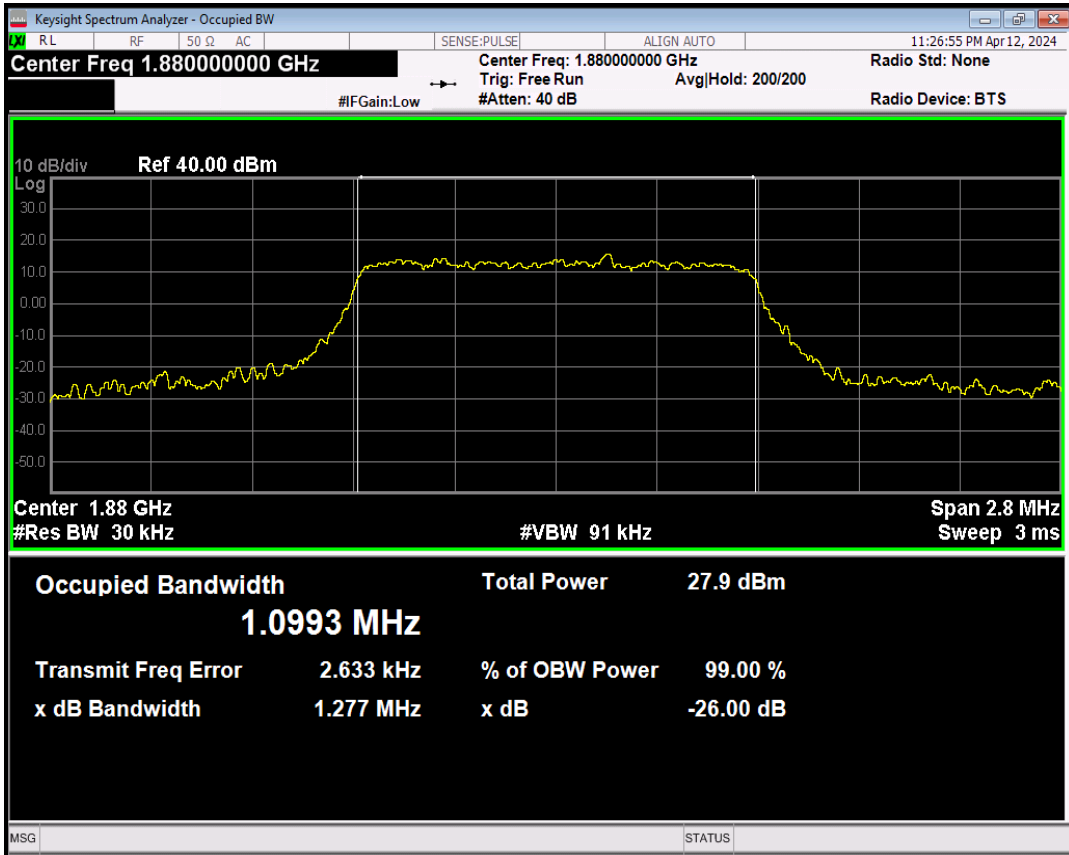 Keysight Spectrum Analyzer - Occupied BW
LXI RL RF 50 Ω AC SENSE:PULSE ALIGN AUTO 11:26:55 PM Apr 12, 2024
Center Freq 1.880000000 GHz
Center Freq: 1.880000000 GHz
Radio Std: None
Trig: Free Run Avg|Hold: 200/200
#IFGain:Low #Atten: 40 dB Radio Device: BTS
10 dB/div Ref 40.00 dBm
Log
30.0
20.0
10.0
0.00
-10.0
-20.0
-30.0
-40.0
-50.0
Center 1.88 GHz Span 2.8 MHz
#Res BW 30 kHz #VBW 91 kHz Sweep 3 ms
Occupied Bandwidth Total Power 27.9 dBm
1.0993 MHz
Transmit Freq Error 2.633 kHz % of OBW Power 99.00 %
x dB Bandwidth 1.277 MHz x dB -26.00 dB
MSG STATUS